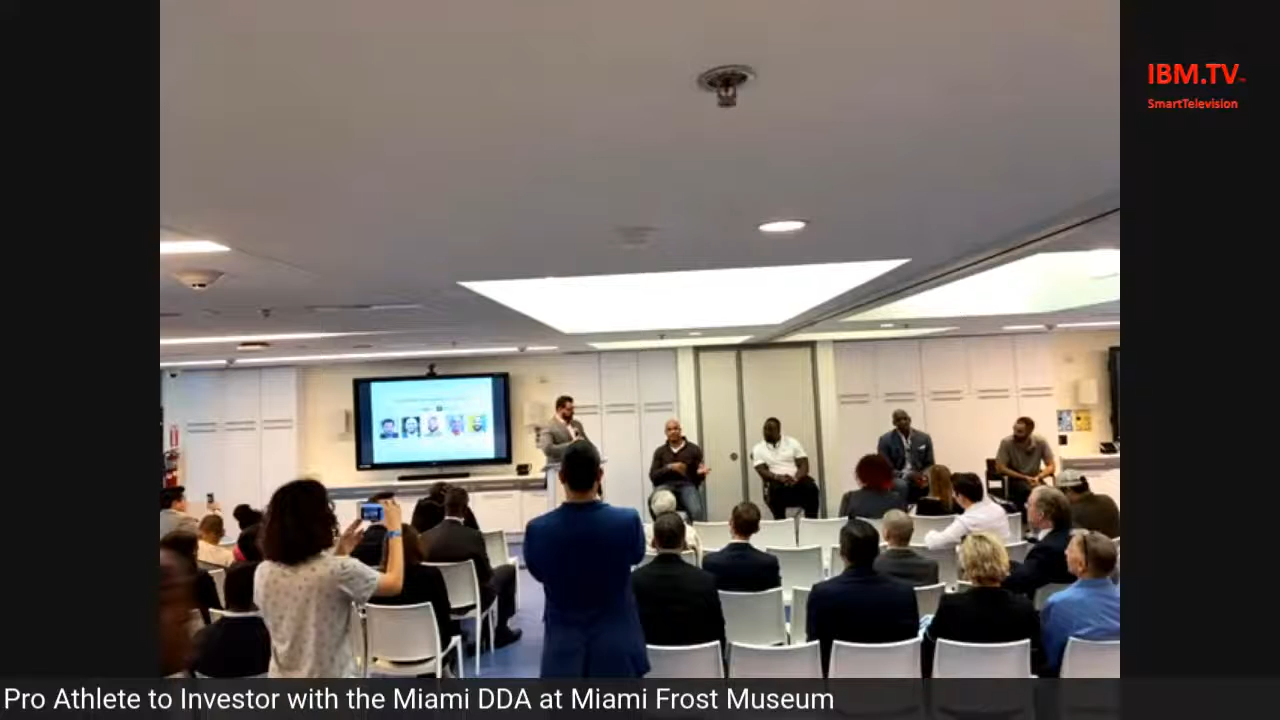 IBM.TV
SmartTelevision
Pro Athlete to Investor with the Miami DDA at Miami Frost Museum